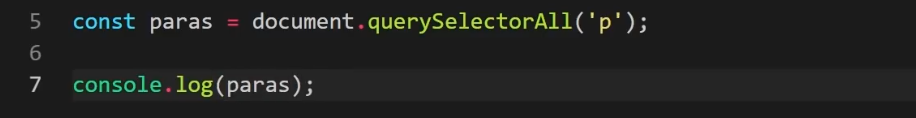 5 const paras = document.querySelectorAll('p');
6
7 console.log(paras);